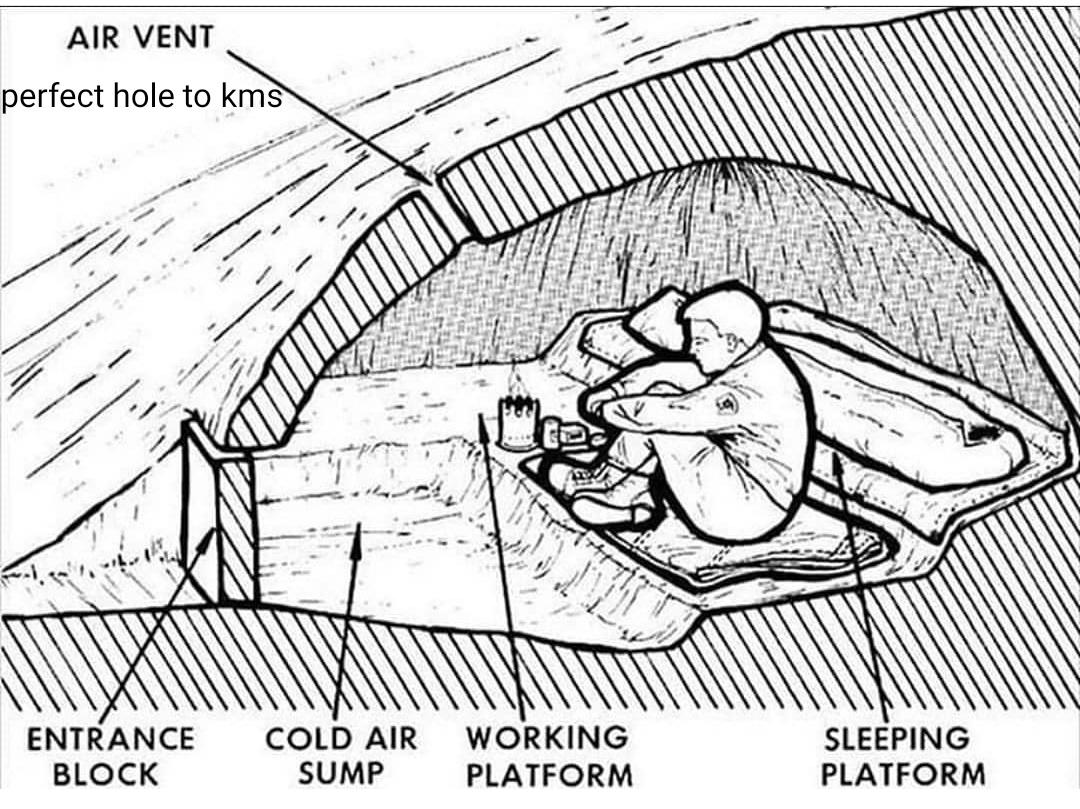 AIR VENT
perfect hole to kms
ENTRANCE
BLOCK
COLD AIR
SUMP
WORKING
PLATFORM
SLEEPING
PLATFORM